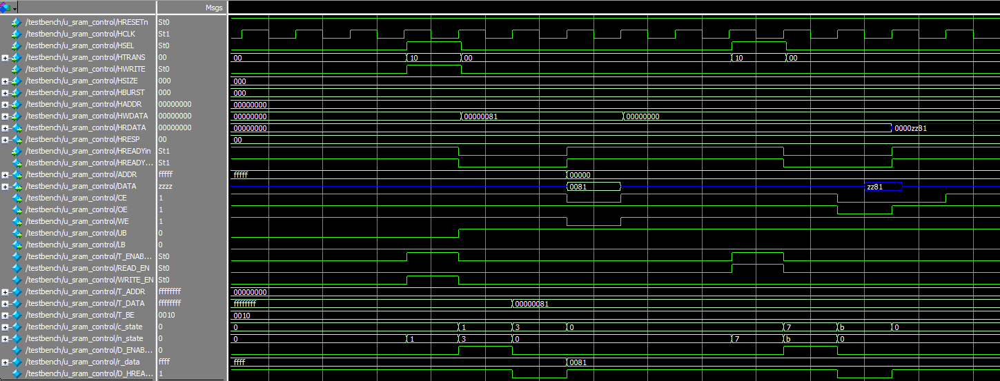 Msgs
/testbench/u_sram_control/HRESETn St0
/testbench/u_sram_control/HCLK St1
/testbench/u_sram_control/HSEL St0
/testbench/u_sram_control/HTRANS 00 00 10 00 10 00
/testbench/u_sram_control/HWRITE St0
/testbench/u_sram_control/HSIZE 000 000
/testbench/u_sram_control/HBURST 000 000
/testbench/u_sram_control/HADDR 00000000 00000000
/testbench/u_sram_control/HWDATA 00000000 00000000 00000081 00000000
/testbench/u_sram_control/HRDATA 00000000 00000000 0000zz81
/testbench/u_sram_control/HRESP 00 00
/testbench/u_sram_control/HREADYin St1
/testbench/u_sram_control/HREADY... St1
/testbench/u_sram_control/ADDR fffff fffff 00000
/testbench/u_sram_control/DATA zzzz 0081 zz81
/testbench/u_sram_control/CE 1
/testbench/u_sram_control/OE 1
/testbench/u_sram_control/WE 1
/testbench/u_sram_control/UB 0
/testbench/u_sram_control/LB 0
/testbench/u_sram_control/T_ENAB... St0
/testbench/u_sram_control/READ_EN St0
/testbench/u_sram_control/WRITE_EN St0
/testbench/u_sram_control/T_ADDR ffffffff 00000000
/testbench/u_sram_control/T_DATA ffffffff ffffffff 00000081
/testbench/u_sram_control/T_BE 0010 0010
/testbench/u_sram_control/c_state 0 0 1 3 0 7 b 0
/testbench/u_sram_control/n_state 0 0 1 3 0 7 b 0
/testbench/u_sram_control/D_ENAB... 0
/testbench/u_sram_control/r_data ffff ffff 0081
/testbench/u_sram_control/D_HREA... 1